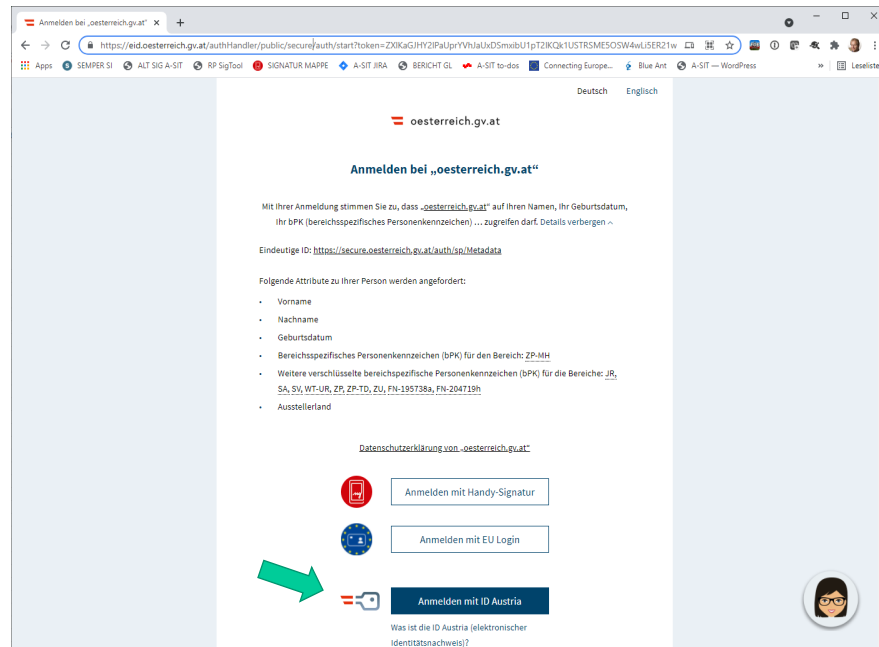 Anmelden bei „oesterreich.gv.at"
https://eid.oesterreich.gv.at/authHandler/public/secure/auth/start?token=ZXlKaGJHY2lPaUprYVhJaUxDSmxibU1pT2lKQk1USTRSME5OSW4wLi5ER21w
Apps SEMPER SI ALT SIG A-SIT RP SigTool SIGNATUR MAPPE A-SIT JIRA BERICHT GL A-SIT to-dos Connecting Europe... Blue Ant A-SIT — WordPress » Leseliste
Deutsch Englisch
oesterreich.gv.at
Anmelden bei „oesterreich.gv.at“
Mit Ihrer Anmeldung stimmen Sie zu, dass „oesterreich.gv.at“ auf Ihren Namen, Ihr Geburtsdatum,
Ihr bPK (bereichsspezifisches Personenkennzeichen) … zugreifen darf. Details verbergen
Eindeutige ID: https://secure.oesterreich.gv.at/auth/sp/Metadata
Folgende Attribute zu Ihrer Person werden angefordert:
• Vorname
• Nachname
• Geburtsdatum
• Bereichsspezifisches Personenkennzeichen (bPK) für den Bereich: ZP-MH
• Weitere verschlüsselte bereichspezifische Personenkennzeichen (bPK) für die Bereiche: JR,
SA, SV, WT-UR, ZP, ZP-TD, ZU, FN-195738a, FN-204719h
• Ausstellerland
Datenschutzerklärung von „oesterreich.gv.at“
Anmelden mit Handy-Signatur
Anmelden mit EU Login
Anmelden mit ID Austria
Was ist die ID Austria (elektronischer
Identitätsnachweis)?